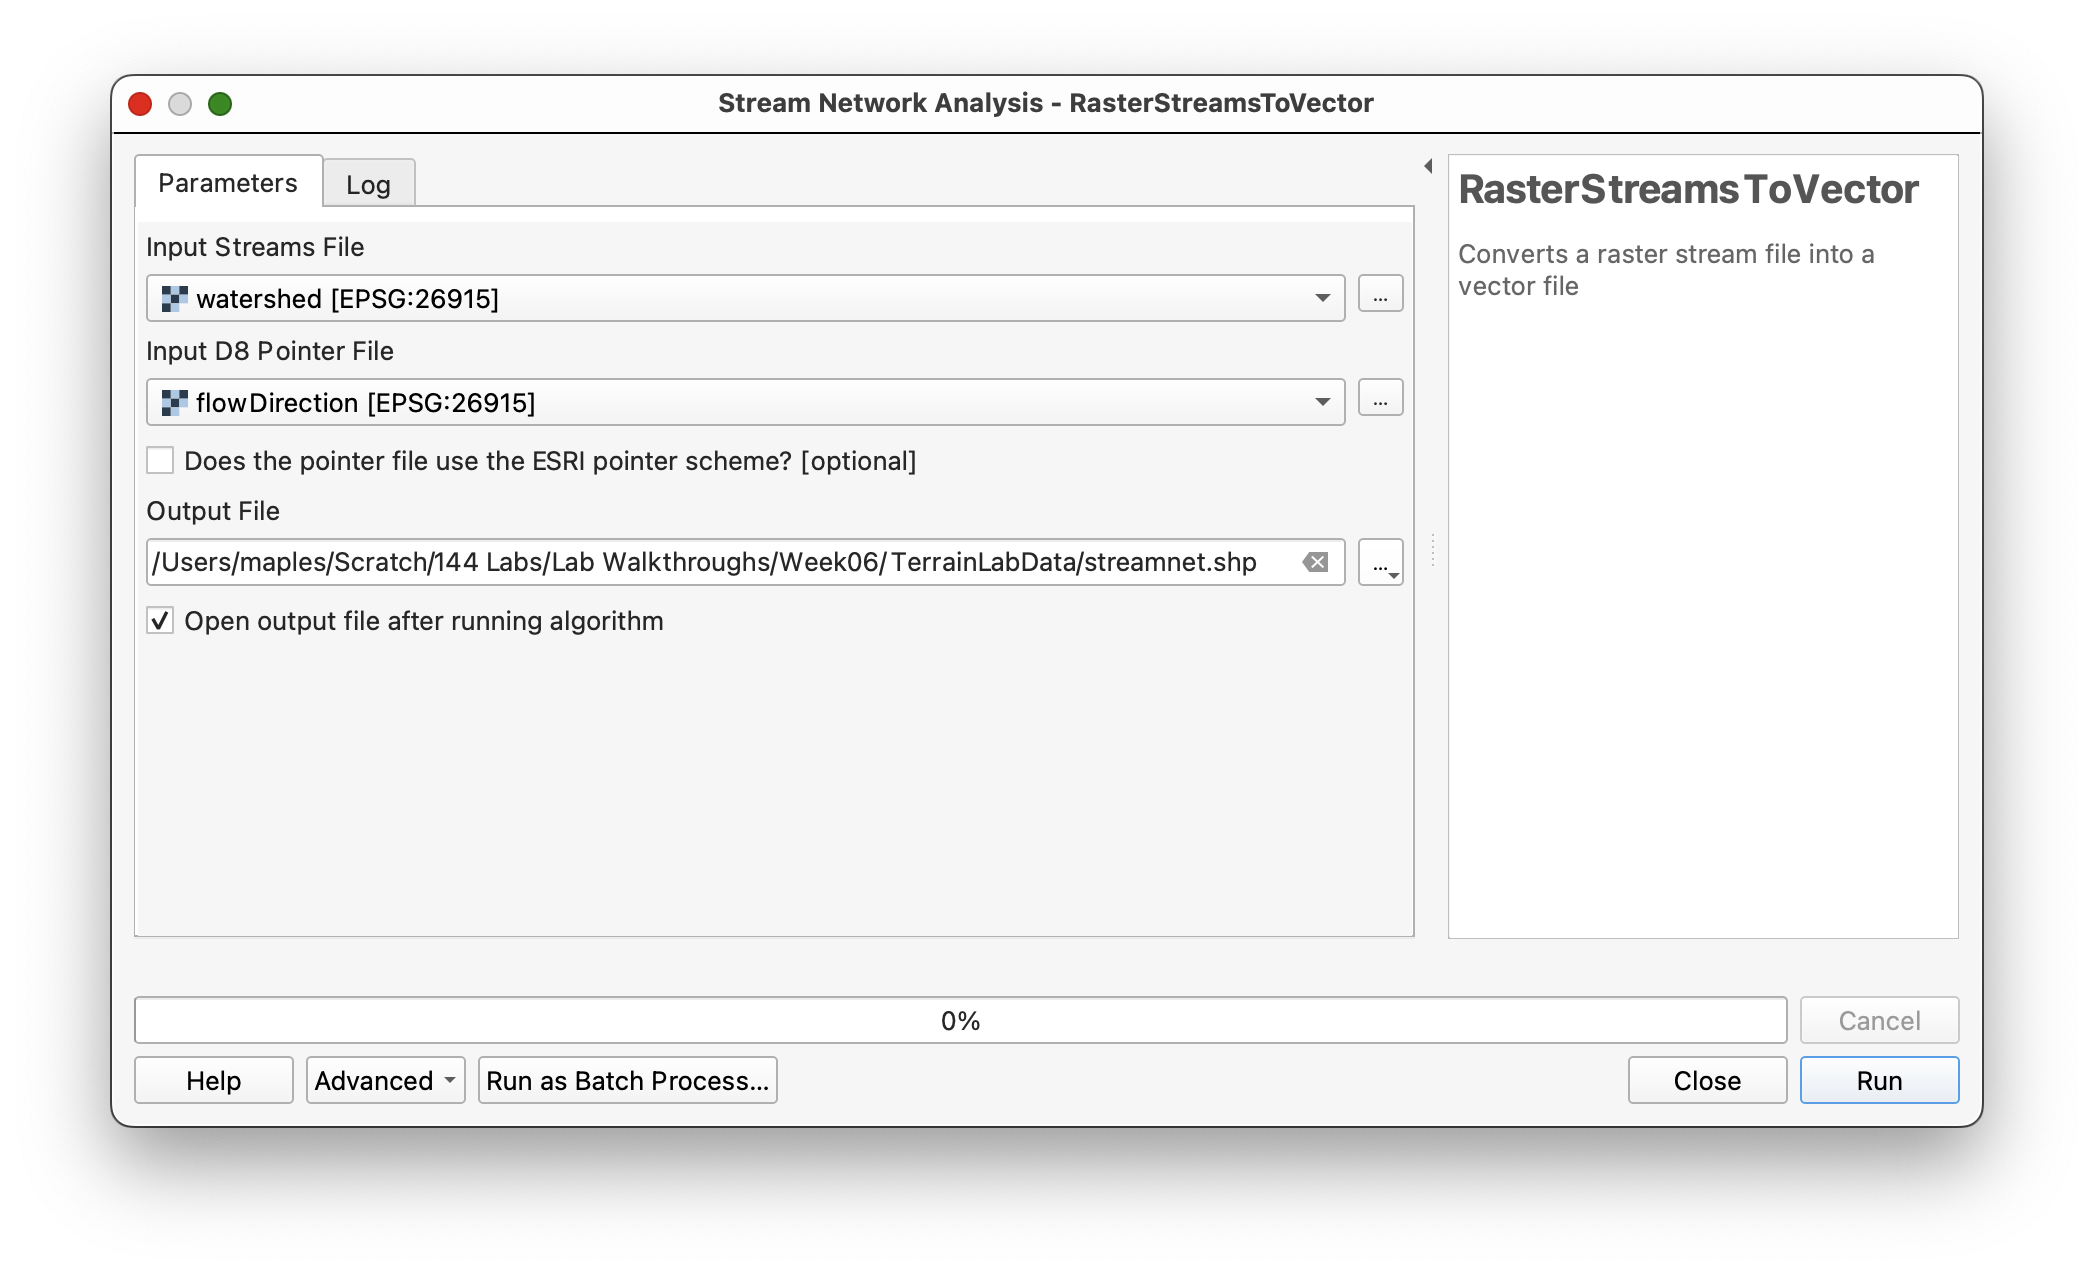 Stream Network Analysis - RasterStreamsToVector
Parameters
Log
Input Streams File
watershed [EPSG:26915]
...
Input D8 Pointer File
flowDirection [EPSG:26915]
...
Does the pointer file use the ESRI pointer scheme? [optional]
Output File
/Users/maples/Scratch/144 Labs/Lab Walkthroughs/Week06/TerrainLabData/streamnet.shp
...
Open output file after running algorithm
RasterStreamsToVector
Converts a raster stream file into a
vector file
0%
Cancel
Help
Advanced
Run as Batch Process...
Close
Run